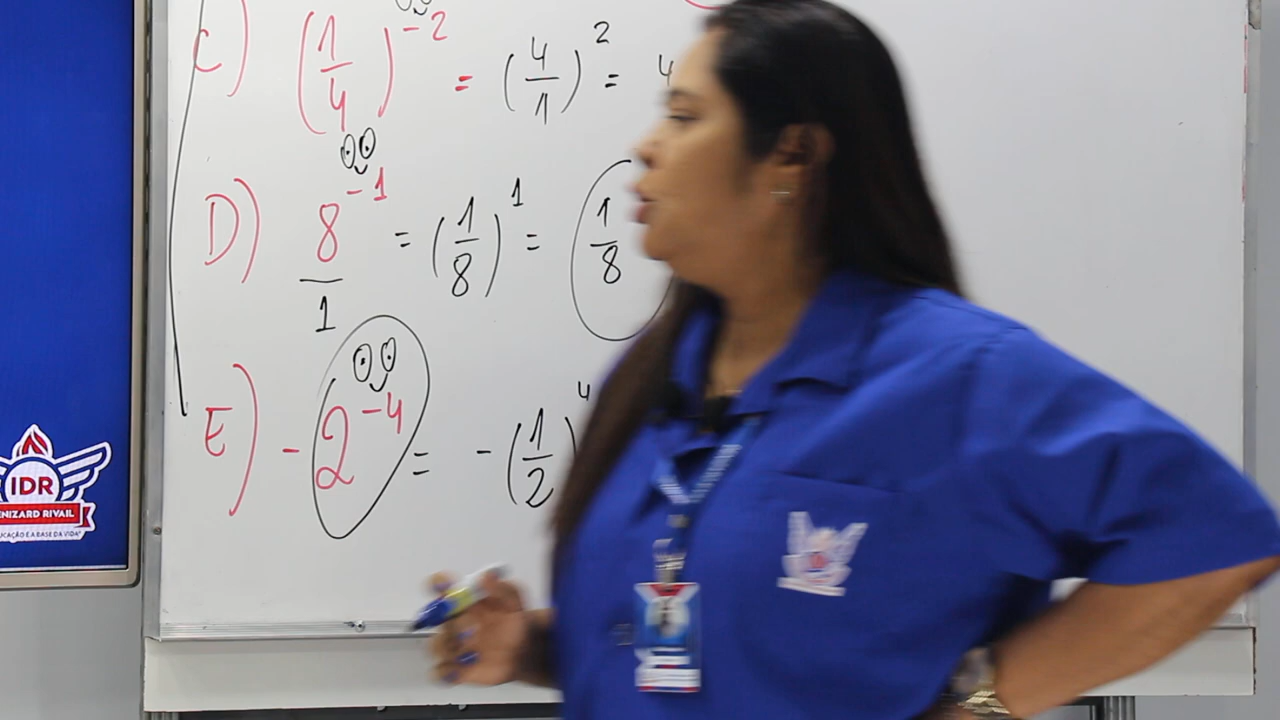 C) (1/4)^-2 = (4/1)^2 = 4
D) 8^-1/1 = (1/8)^1 = 1/8
E) -2^-4 = -(1/2)^4
IDR
ENIZARD RIVAIL
UCAÇÃO É A BASE DA VIDA"